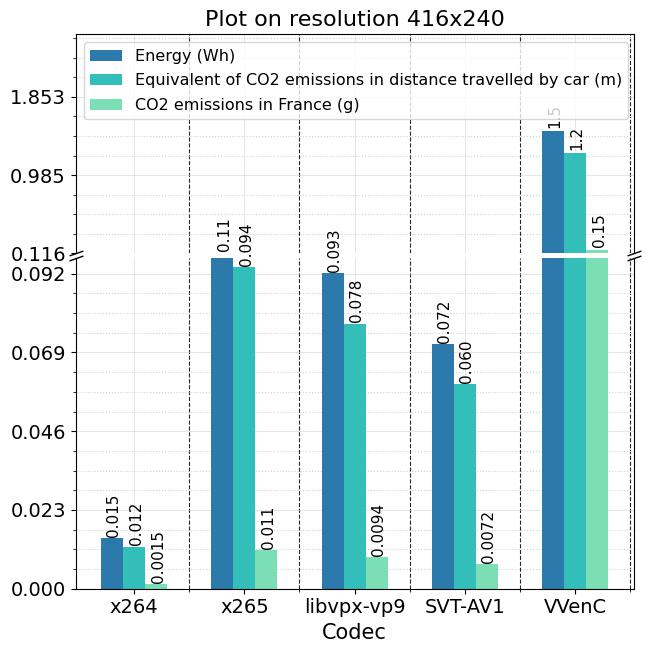 Plot on resolution 416x240
Energy (Wh)
Equivalent of CO2 emissions in distance travelled by car (m)
CO2 emissions in France (g)
1.853
0.985
0.116
0.092
0.069
0.046
0.023
0.000
0.015
0.012
0.0015
0.11
0.094
0.011
0.093
0.078
0.0094
0.072
0.060
0.0072
1.5
1.2
0.15
x264
x265
libvpx-vp9
SVT-AV1
VVenC
Codec